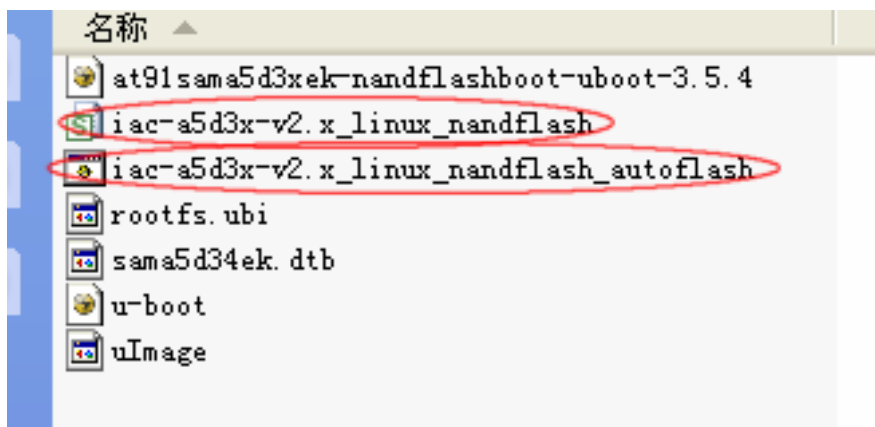 名称
at91sama5d3xek-nandflashboot-uboot-3.5.4
iac-a5d3x-v2.x_linux_nandflash
iac-a5d3x-v2.x_linux_nandflash_autoflash
rootfs.ubi
sama5d34ek.dtb
u-boot
uImage